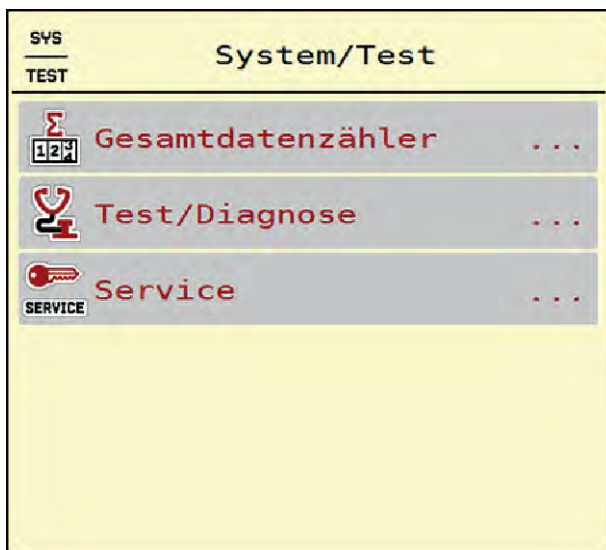 SYS
TEST
System/Test
Gesamtdatenzähler ...
Test/Diagnose ...
SERVICE
Service ...